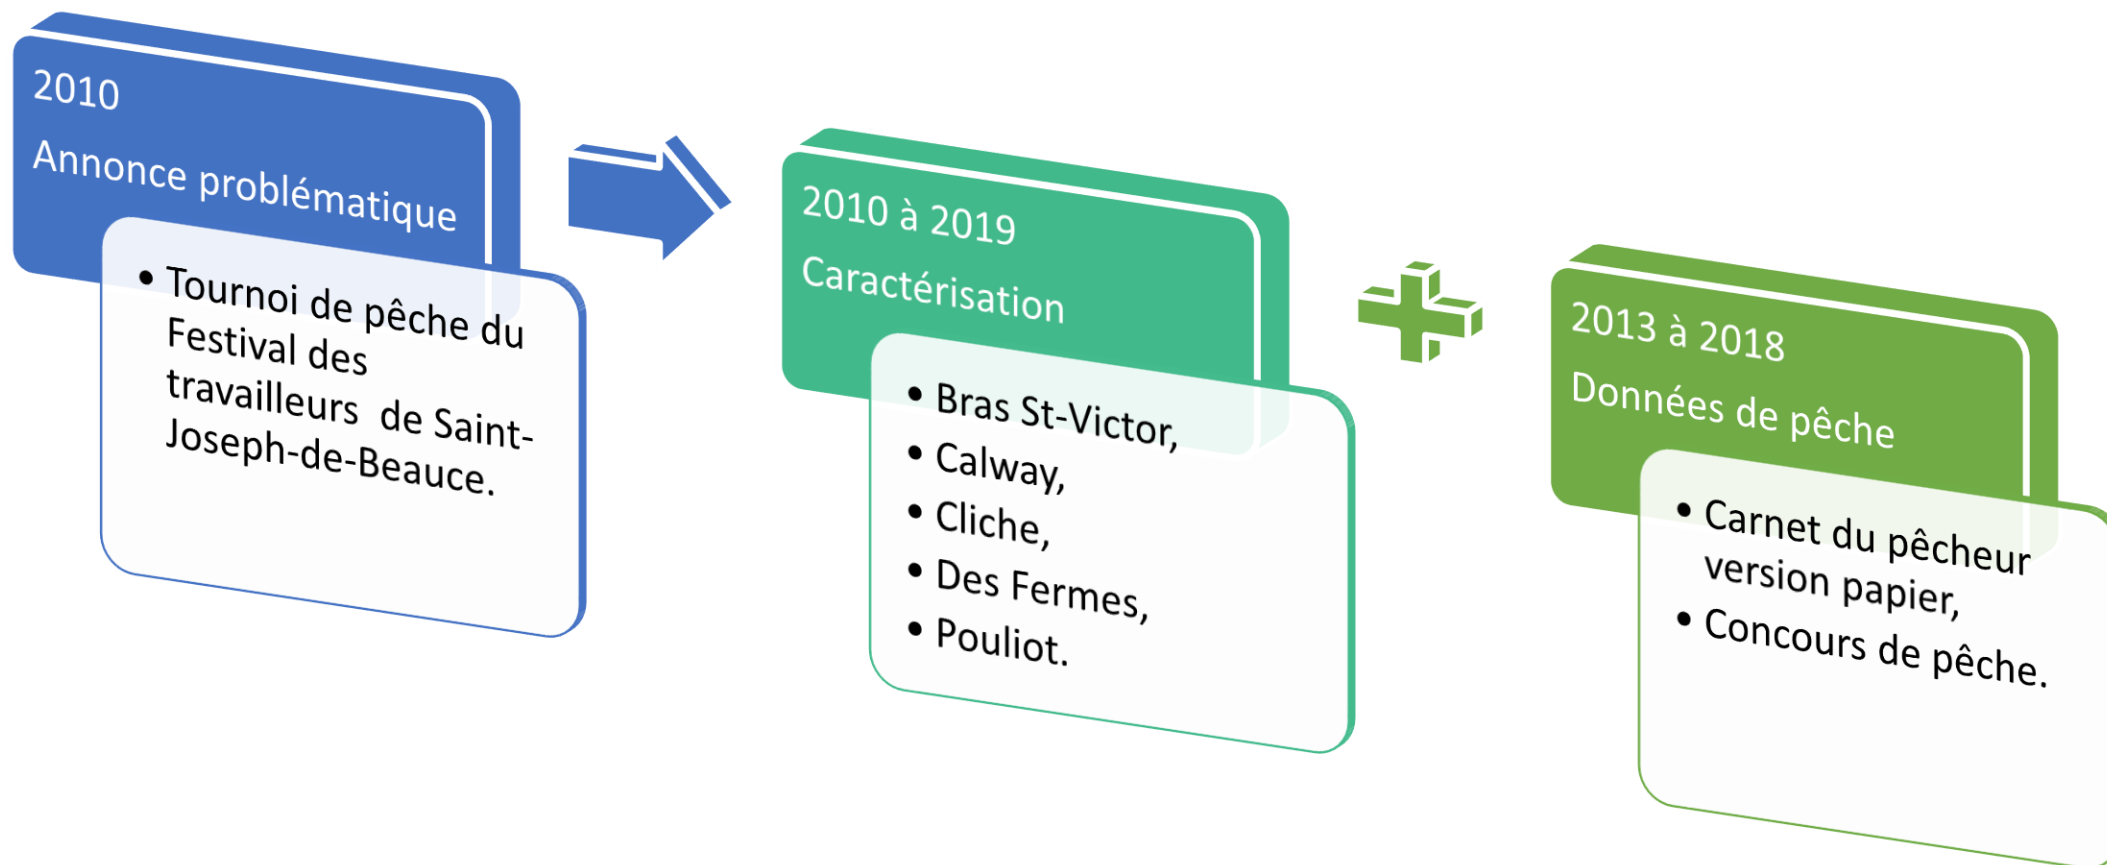 2010
Annonce problématique
• Tournoi de pêche du
Festival des
travailleurs  de Saint-
Joseph-de-Beauce.
2010 à 2019
Caractérisation
• Bras St-Victor,
• Calway,
• Cliche,
• Des Fermes,
• Pouliot.
2013 à 2018
Données de pêche
• Carnet du pêcheur
version papier,
• Concours de pêche.